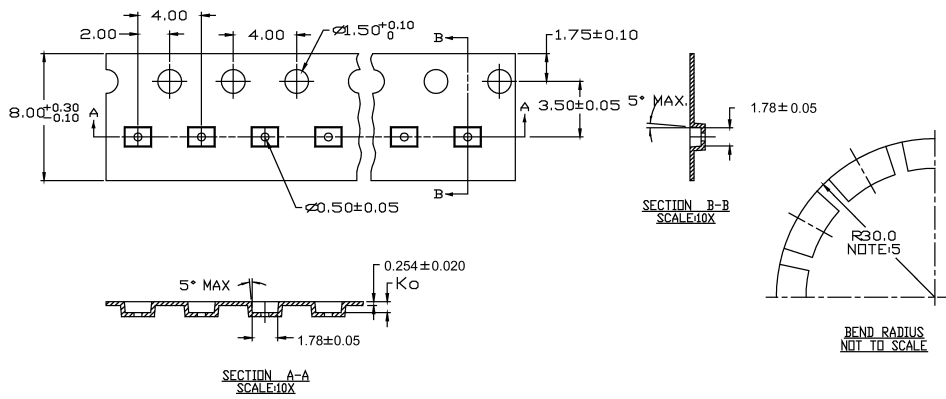 4.00
2.00
4.00
⌀1.50 +0.10 0
B
1.75±0.10
8.00 +0.30 -0.10
A
3.50±0.05
A
5° MAX.
1.78±0.05
B
⌀0.50±0.05
SECTION B-B
SCALE:10X
R30.0
NOTE:5
0.254±0.020
5° MAX
Ko
1.78±0.05
BEND RADIUS
NOT TO SCALE
SECTION A-A
SCALE:10X